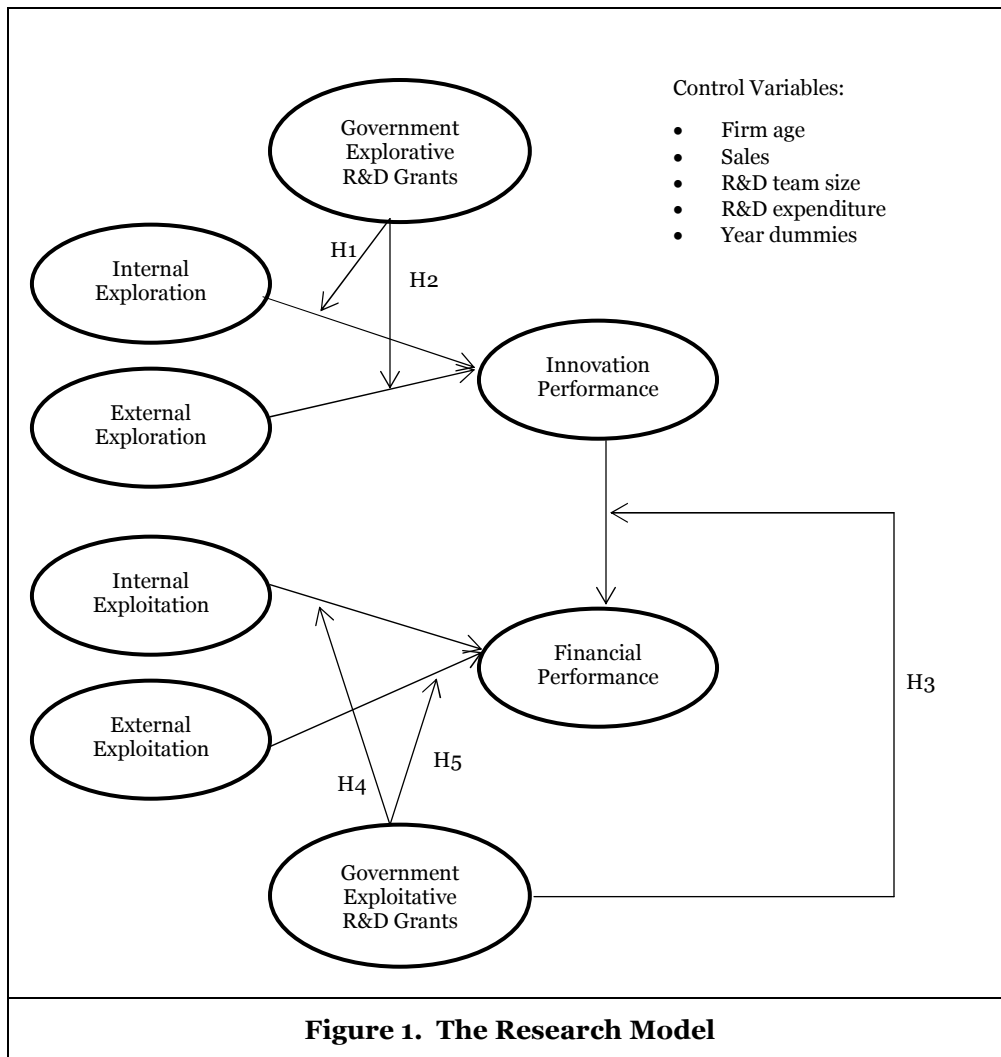 Government
Explorative
R&D Grants
Control Variables:
• Firm age
• Sales
• R&D team size
• R&D expenditure
• Year dummies
H1
H2
Internal
Exploration
External
Exploration
Innovation
Performance
Internal
Exploitation
External
Exploitation
Financial
Performance
H3
H4
H5
Government
Exploitative
R&D Grants
Figure 1. The Research Model